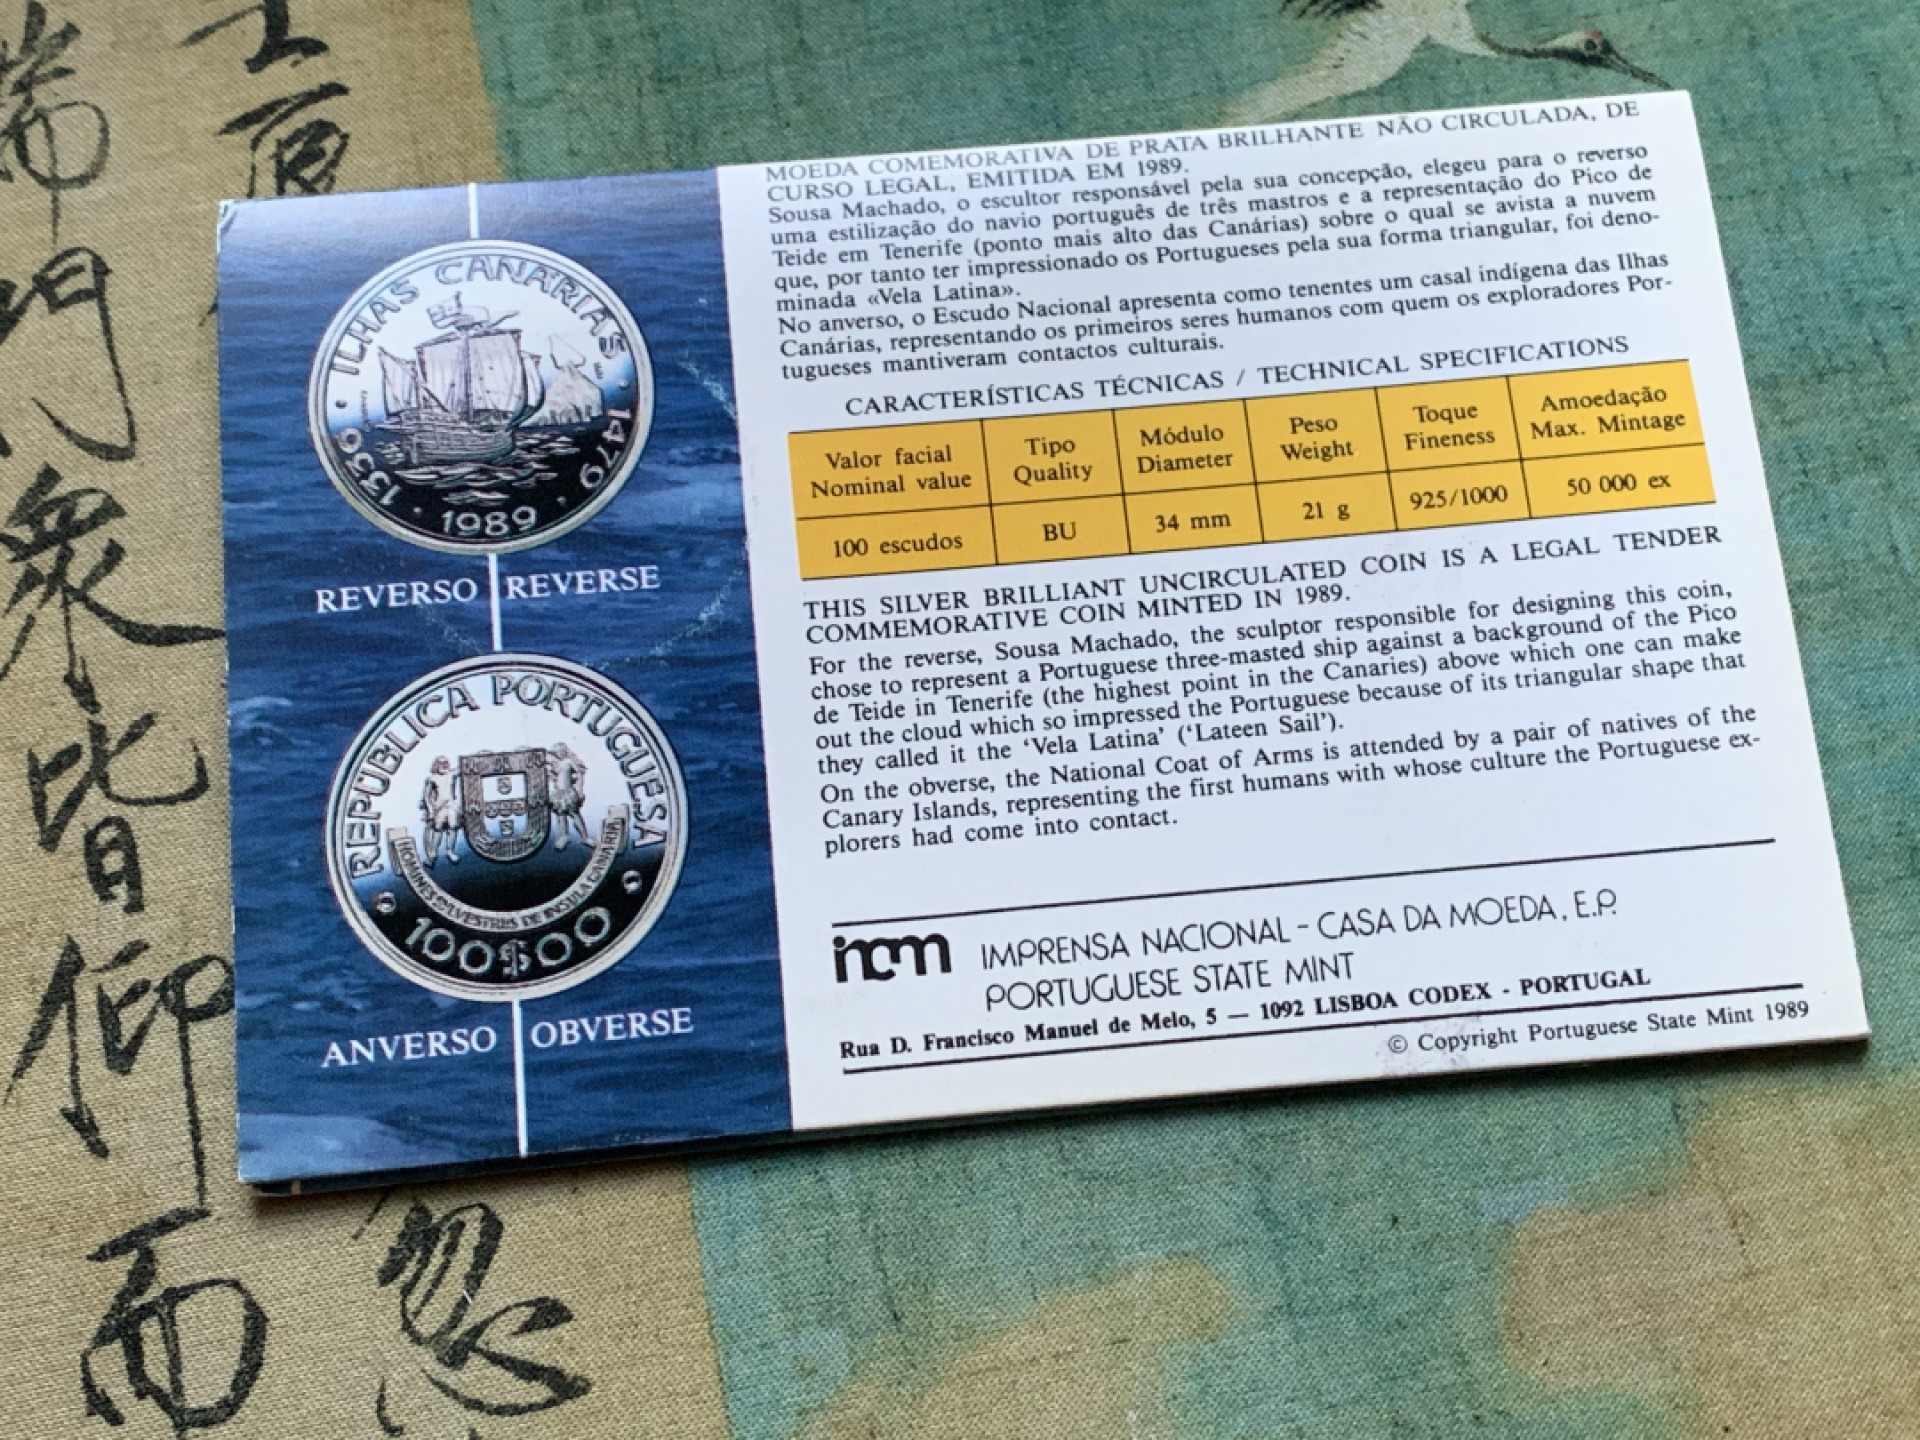 ILHAS CANARIAS
1336 · 1989 · 1479
REVERSO REVERSE
REPUBLICA PORTUGUESA
HOMINES SILVESTRIS DE INSULA CANARIA
100$00
ANVERSO OBVERSE
MOEDA COMEMORATIVA DE PRATA BRILHANTE NÃO CIRCULADA, DE
CURSO LEGAL, EMITIDA EM 1989.
Sousa Machado, o escultor responsável pela sua concepção, elegeu para o reverso
uma estilização do navio português de três mastros e a representação do Pico de
Teide em Tenerife (ponto mais alto das Canárias) sobre o qual se avista a nuvem
que, por tanto ter impressionado os Portugueses pela sua forma triangular, foi deno-
minada «Vela Latina».
No anverso, o Escudo Nacional apresenta como tenentes um casal indígena das Ilhas
Canárias, representando os primeiros seres humanos com quem os exploradores Por-
tugueses mantiveram contactos culturais.
CARACTERÍSTICAS TÉCNICAS / TECHNICAL SPECIFICATIONS
Valor facial Tipo Módulo Peso Toque Amoedação
Nominal value Quality Diameter Weight Fineness Max. Mintage
100 escudos BU 34 mm 21 g 925/1000 50 000 ex
THIS SILVER BRILLIANT UNCIRCULATED COIN IS A LEGAL TENDER
COMMEMORATIVE COIN MINTED IN 1989.
For the reverse, Sousa Machado, the sculptor responsible for designing this coin,
chose to represent a Portuguese three-masted ship against a background of the Pico
de Teide in Tenerife (the highest point in the Canaries) above which one can make
out the cloud which so impressed the Portuguese because of its triangular shape that
they called it the ‘Vela Latina’ (‘Lateen Sail’).
On the obverse, the National Coat of Arms is attended by a pair of natives of the
Canary Islands, representing the first humans with whose culture the Portuguese ex-
plorers had come into contact.
incm IMPRENSA NACIONAL - CASA DA MOEDA, E.P.
PORTUGUESE STATE MINT
Rua D. Francisco Manuel de Melo, 5 — 1092 LISBOA CODEX - PORTUGAL
© Copyright Portuguese State Mint 1989
門眾皆仰而
忽